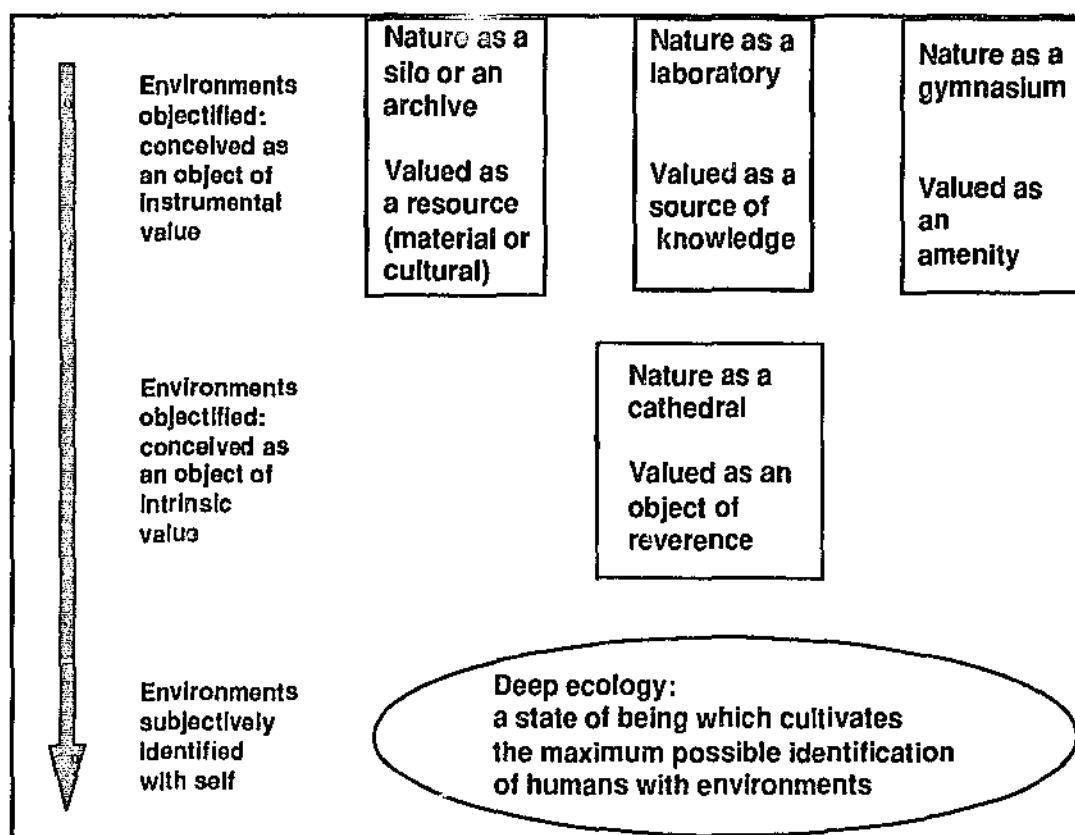 Environments
objectified:
conceived as
an object of
instrumental
value
Nature as a
silo or an
archive
Valued as
a resource
(material or
cultural)
Nature as a
laboratory
Valued as a
source of
knowledge
Nature as a
gymnasium
Valued as
an
amenity
Environments
objectified:
conceived as
an object of
intrinsic
value
Nature as a
cathedral
Valued as an
object of
reverence
Environments
subjectively
identified
with self
Deep ecology:
a state of being which cultivates
the maximum possible identification
of humans with environments